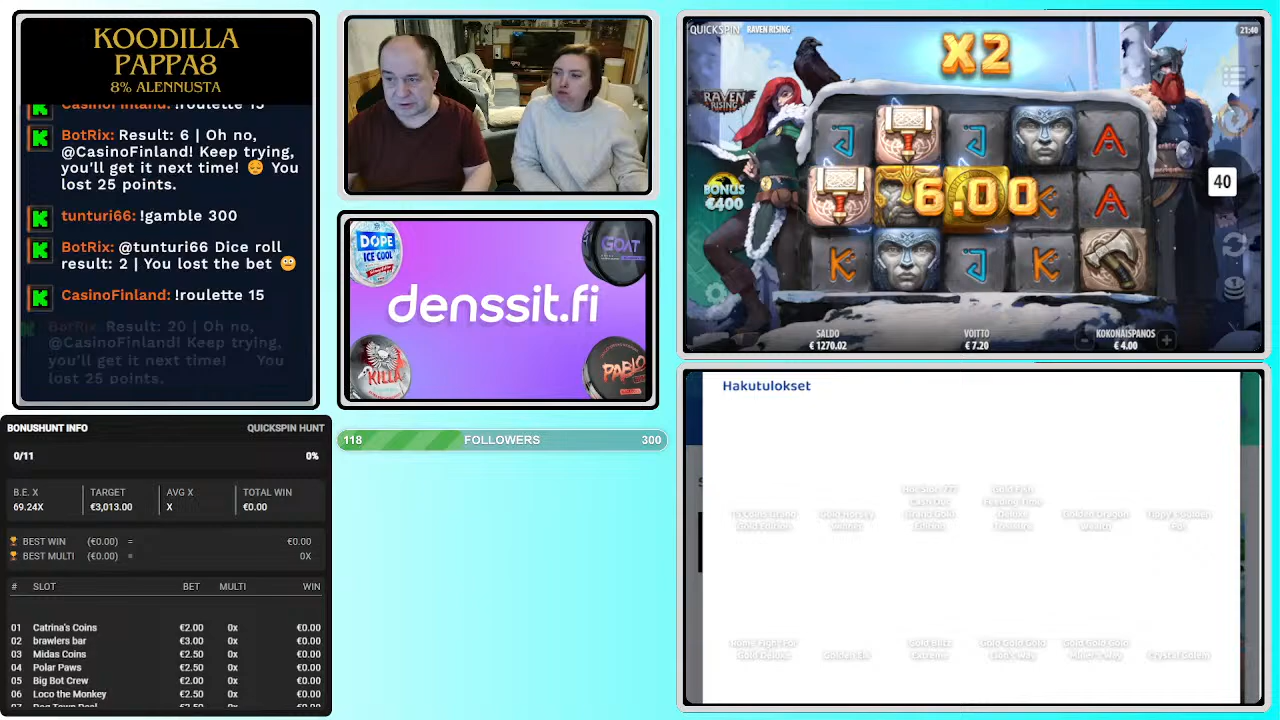 KOODILLA
PAPPA8
8% ALENNUSTA
CasinoFinland: !roulette 15
BotRix: Result: 6 | Oh no,
@CasinoFinland! Keep trying,
you'll get it next time! 😔 You
lost 25 points.
tunturi66: !gamble 300
BotRix: @tunturi66 Dice roll
result: 2 | You lost the bet 🙄
CasinoFinland: !roulette 15
BotRix: Result: 20 | Oh no,
@CasinoFinland! Keep trying,
you'll get it next time! You
lost 25 points.
DOPE
ICE COOL
GOAT
denssit.fi
KILLA
PABLO
118 FOLLOWERS 300
BONUSHUNT INFO QUICKSPIN HUNT
0/11 0%
B.E. X TARGET AVG X TOTAL WIN
69.24X €3,013.00 X €0.00
BEST WIN (€0.00) = €0.00
BEST MULTI (€0.00) = 0X
# SLOT BET MULTI WIN
01 Catrina's Coins €2.00 0x €0.00
02 brawlers bar €3.00 0x €0.00
03 Midas Coins €2.50 0x €0.00
04 Polar Paws €2.50 0x €0.00
05 Big Bot Crew €2.00 0x €0.00
06 Loco the Monkey €2.50 0x €0.00
QUICKSPIN RAVEN RISING 21:40
X2
RAVEN
RISING
J J A
BONUS
€400
6.00 K A
40
K J K
SALDO VOITTO KOKONAISPANOS
€ 1270.02 € 7.20 € 4.00
Hakutulokset
Crystal Golem